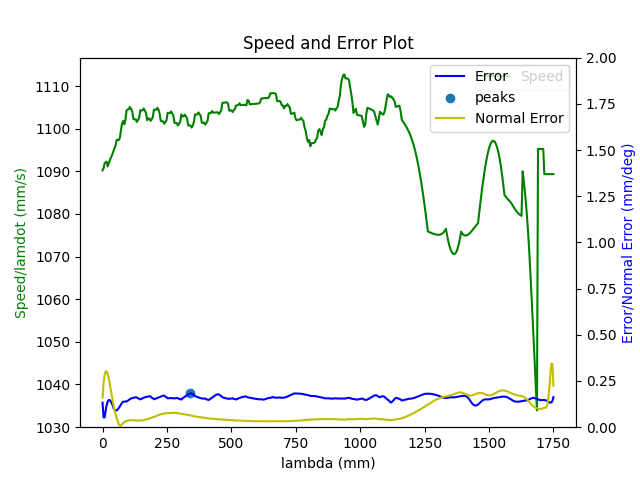 Speed and Error Plot
Speed/lamdot (mm/s)
1110
1100
1090
1080
1070
1060
1050
1040
1030
Error
Speed
peaks
Normal Error
2.00
1.75
1.50
1.25
1.00
0.75
0.50
0.25
0.00
Error/Normal Error (mm/deg)
0 250 500 750 1000 1250 1500 1750
lambda (mm)